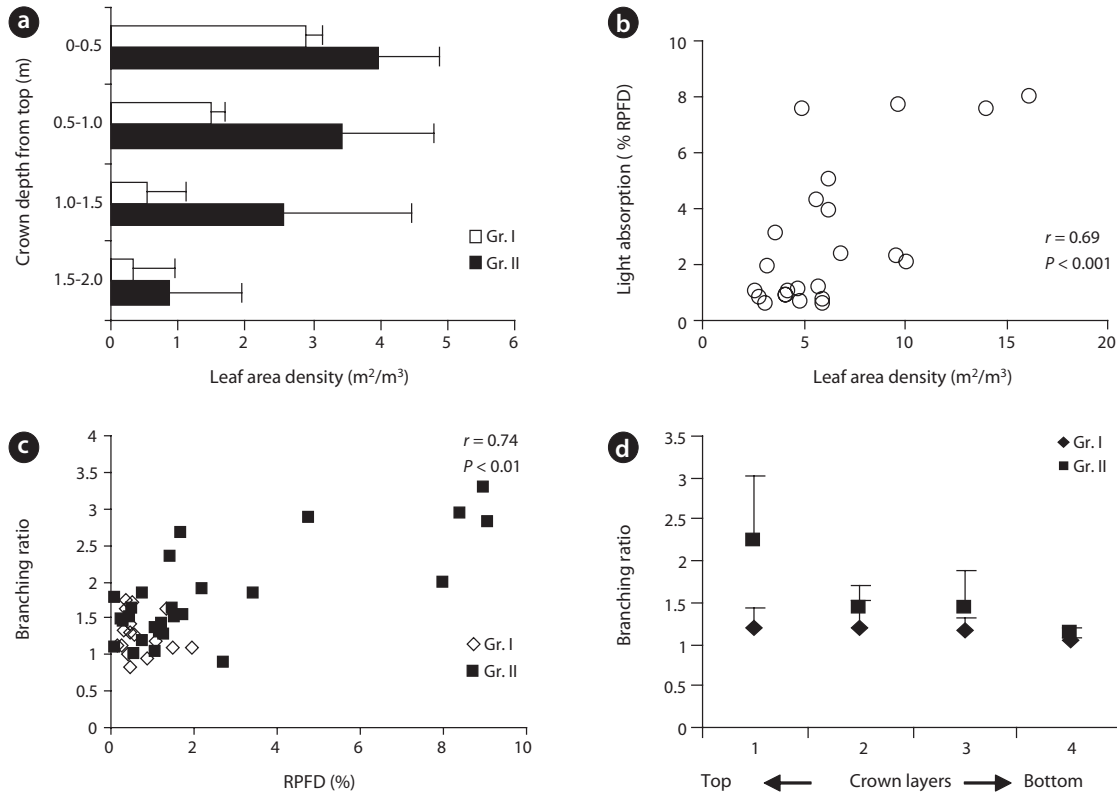 a
Crown depth from top (m)
0-0.5
0.5-1.0
1.0-1.5
1.5-2.0
Gr. I
Gr. II
0 1 2 3 4 5 6
Leaf area density (m²/m³)
b
Light absorption ( % RPFD)
10
8
6
4
2
0
r = 0.69
P < 0.001
0 5 10 15 20
Leaf area density (m²/m³)
c
Branching ratio
4
3.5
3
2.5
2
1.5
1
0.5
0
r = 0.74
P < 0.01
Gr. I
Gr. II
0 2 4 6 8 10
RPFD (%)
d
Branching ratio
3.5
3
2.5
2
1.5
1
0.5
0
Gr. I
Gr. II
1 2 3 4
Top Crown layers Bottom